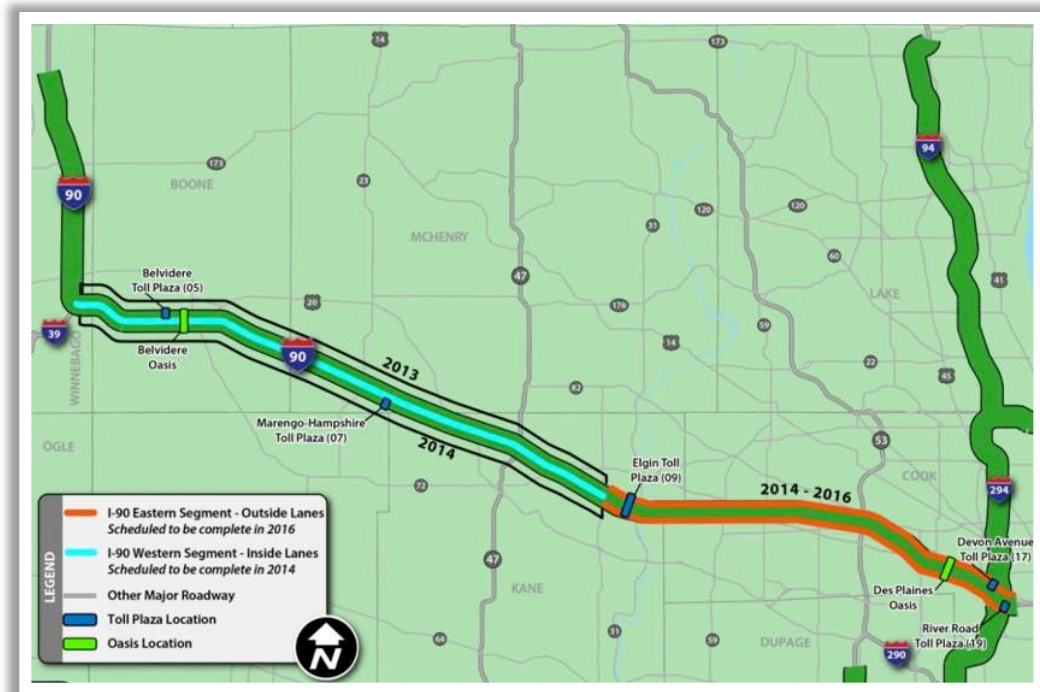 14
173
94
173
BOONE
23
90
120
120
31
MCHENRY
60
47
41
Belvidere
Toll Plaza (05)
LAKE
20
176
39
59
14
WINNEBAGO
Belvidere
Oasis
90
22
2013
45
Marengo-Hampshire
Toll Plaza (07)
OGLE
2014
53
Elgin Toll
Plaza (09)
COOK
72
2014 - 2016
294
LEGEND
I-90 Eastern Segment - Outside Lanes
Scheduled to be complete in 2016
I-90 Western Segment - Inside Lanes
Scheduled to be complete in 2014
Other Major Roadway
Toll Plaza Location
Oasis Location
N
47
KANE
Devon Avenue
Toll Plaza (17)
Des Plaines
Oasis
River Road
Toll Plaza (19)
64
59
DUPAGE
290